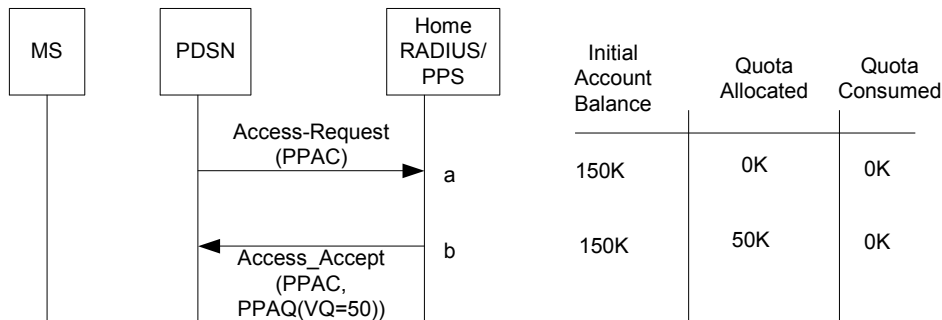 MS
PDSN
Home
RADIUS/
PPS
Initial
Account
Balance
Quota
Allocated
Quota
Consumed
Access-Request
(PPAC)
a
150K
0K
0K
b
150K
50K
0K
Access_Accept
(PPAC,
PPAQ(VQ=50))